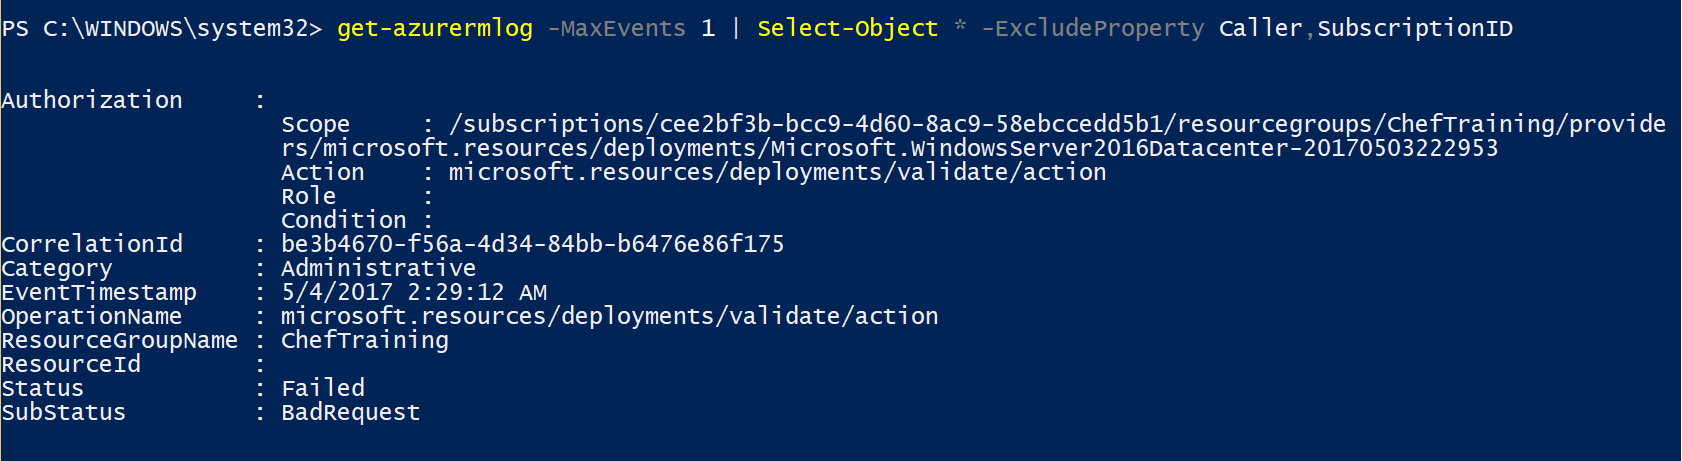 PS C:\WINDOWS\system32> get-azurermlog -MaxEvents 1 | Select-Object * -ExcludeProperty Caller,SubscriptionID
Authorization     :
                    Scope     : /subscriptions/cee2bf3b-bcc9-4d60-8ac9-58ebccedd5b1/resourcegroups/ChefTraining/provide
                    rs/microsoft.resources/deployments/Microsoft.WindowsServer2016Datacenter-20170503222953
                    Action    : microsoft.resources/deployments/validate/action
                    Role      :
                    Condition :
CorrelationId     : be3b4670-f56a-4d34-84bb-b6476e86f175
Category          : Administrative
EventTimestamp    : 5/4/2017 2:29:12 AM
OperationName     : microsoft.resources/deployments/validate/action
ResourceGroupName : ChefTraining
ResourceId        :
Status            : Failed
SubStatus         : BadRequest